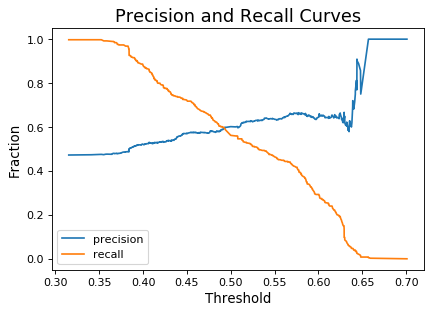 Precision and Recall Curves
Fraction
1.0
0.8
0.6
0.4
0.2
0.0
precision
recall
0.30 0.35 0.40 0.45 0.50 0.55 0.60 0.65 0.70
Threshold